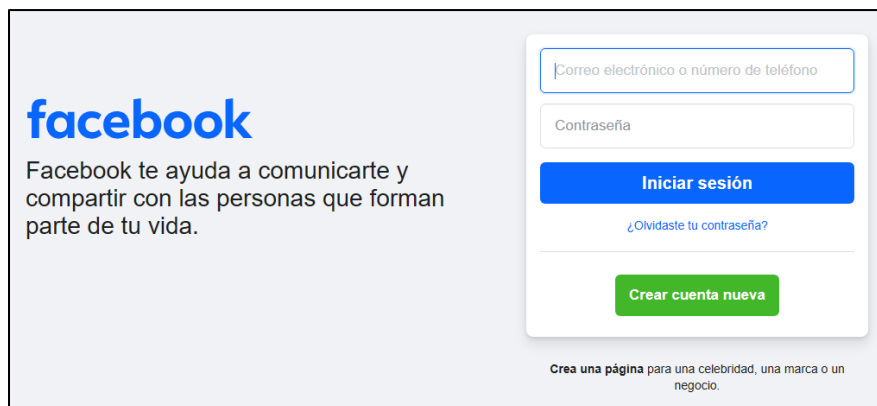 facebook
Facebook te ayuda a comunicarte y
compartir con las personas que forman
parte de tu vida.
Correo electrónico o número de teléfono
Contraseña
Iniciar sesión
¿Olvidaste tu contraseña?
Crear cuenta nueva
Crea una página para una celebridad, una marca o un
negocio.